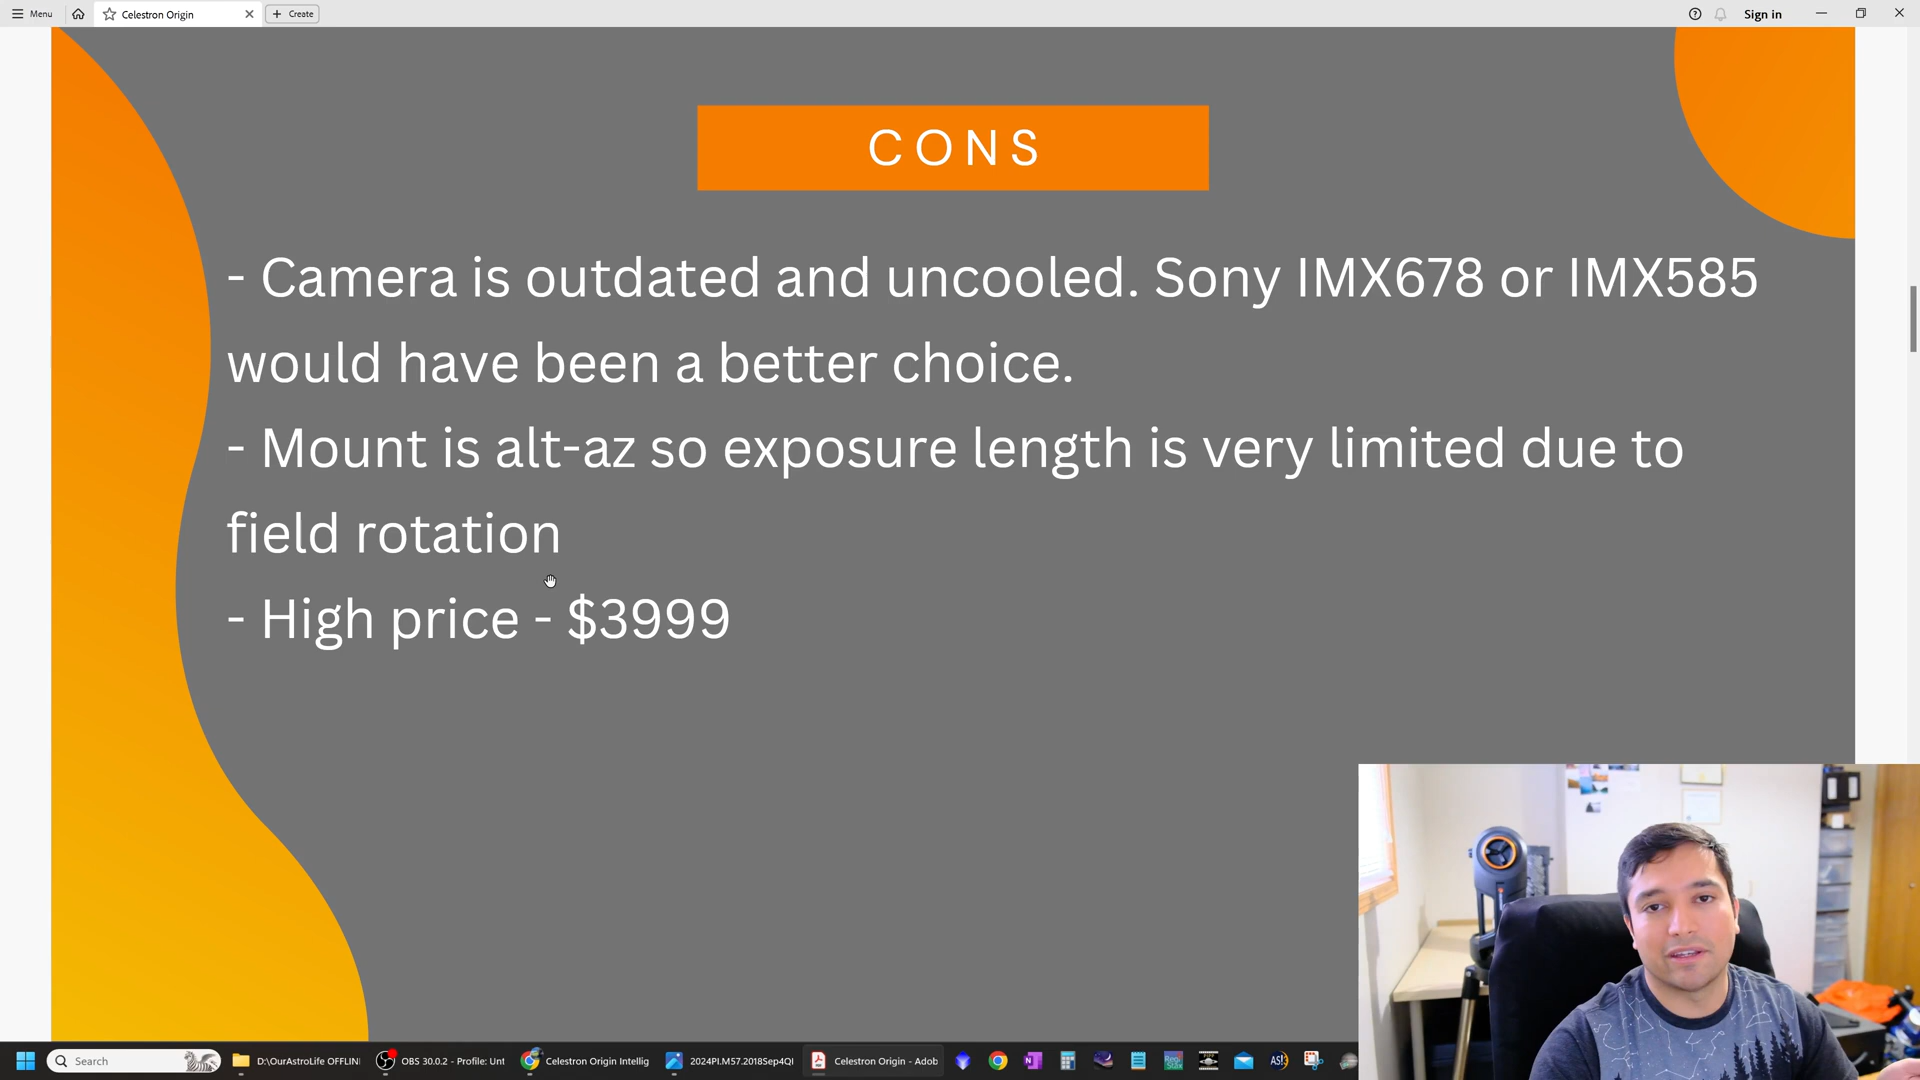 Menu
Celestron Origin
Create
Sign in
CONS
- Camera is outdated and uncooled. Sony IMX678 or IMX585
would have been a better choice.
- Mount is alt-az so exposure length is very limited due to
field rotation
- High price - $3999
Search
D:\OurAstroLife OFFLIN
OBS 30.0.2 - Profile: Unt
Celestron Origin Intellig
2024PI.M57.2018Sep4QI
Celestron Origin - Adob